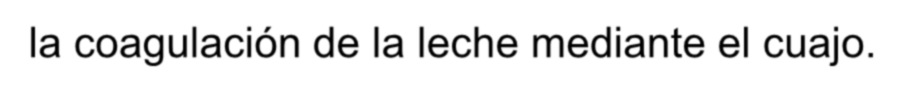 la coagulación de la leche mediante el cuajo.